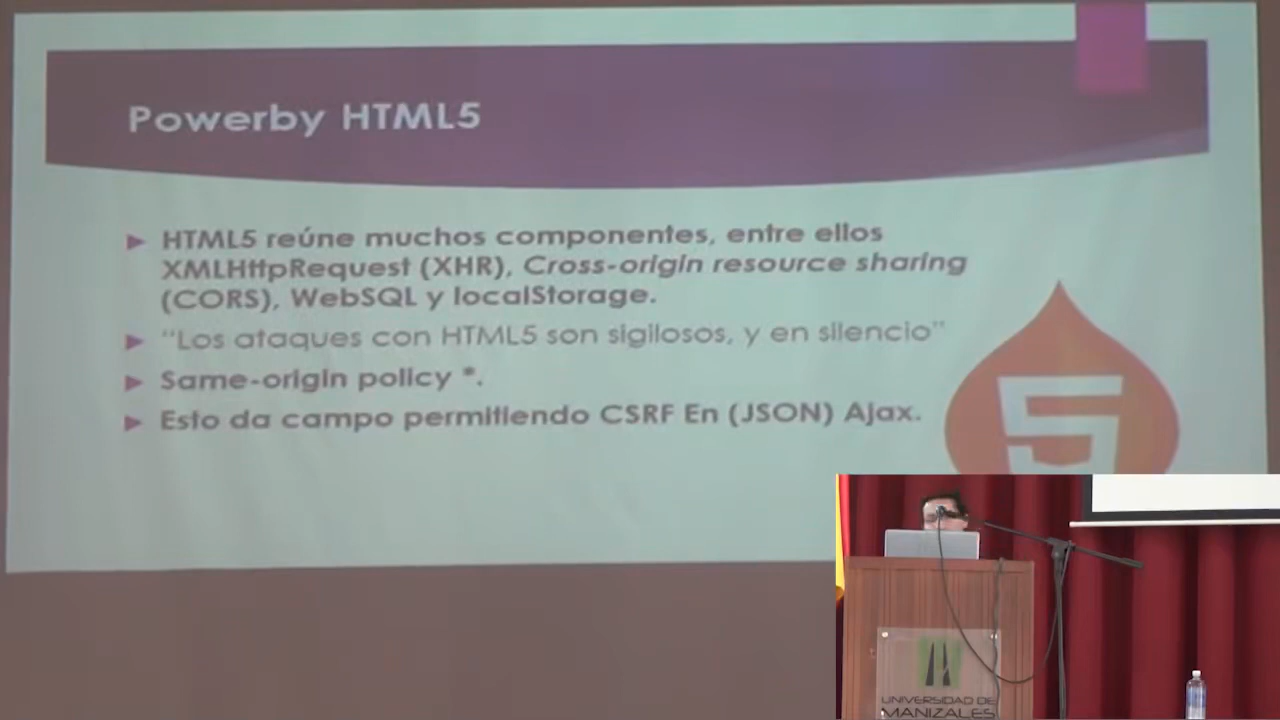 Powerby HTML5
HTML5 reúne muchos componentes, entre ellos
XMLHttpRequest (XHR), Cross-origin resource sharing
(CORS), WebSQL y localStorage.
“Los ataques con HTML5 son sigilosos, y en silencio”
Same-origin policy *.
Esto da campo permitiendo CSRF En (JSON) Ajax.
5
UNIVERSIDAD DE
MANIZALES